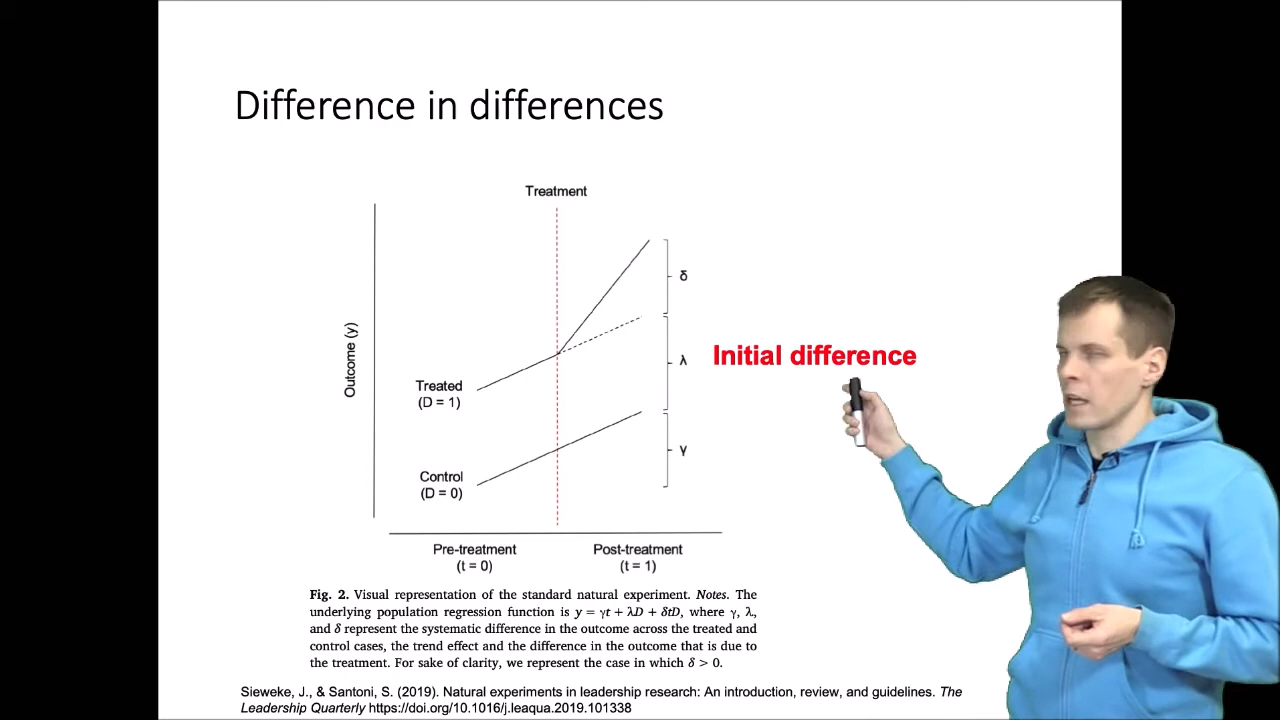 Difference in differences
Treatment
δ
Outcome (y)
Initial difference
λ
Treated
(D = 1)
γ
Control
(D = 0)
Pre-treatment
(t = 0)
Post-treatment
(t = 1)
Fig. 2. Visual representation of the standard natural experiment. Notes. The
underlying population regression function is y = γt + λD + δtD, where γ, λ,
and δ represent the systematic difference in the outcome across the treated and
control cases, the trend effect and the difference in the outcome that is due to
the treatment. For sake of clarity, we represent the case in which δ > 0.
Sieweke, J., & Santoni, S. (2019). Natural experiments in leadership research: An introduction, review, and guidelines. The
Leadership Quarterly https://doi.org/10.1016/j.leaqua.2019.101338